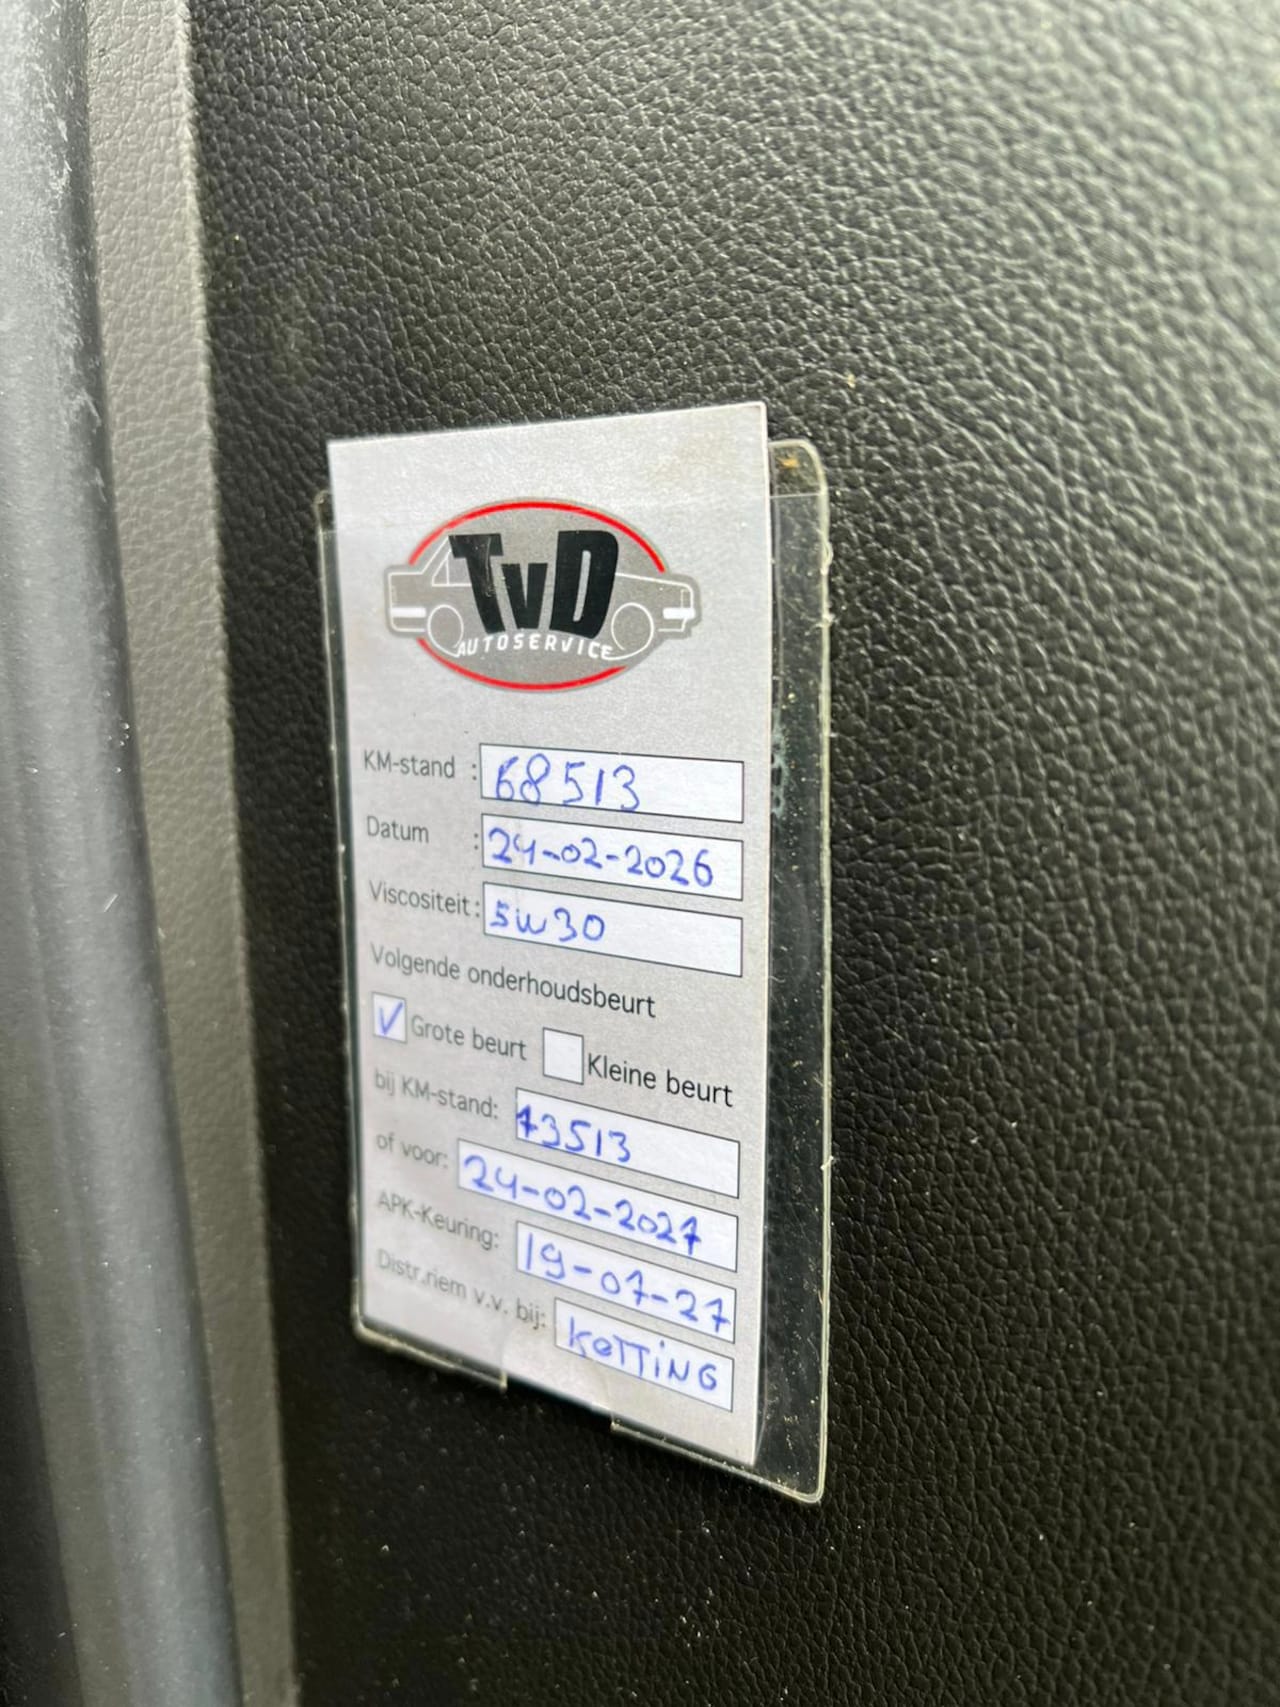 TvD
AUTOSERVICE
KM-stand : 68513
Datum : 24-02-2026
Viscositeit: 5W30
Volgende onderhoudsbeurt
V Grote beurt Kleine beurt
bij KM-stand: 73513
of voor: 24-02-2027
APK-Keuring: 19-07-27
Distr.riem v.v. bij: KeTTiNG